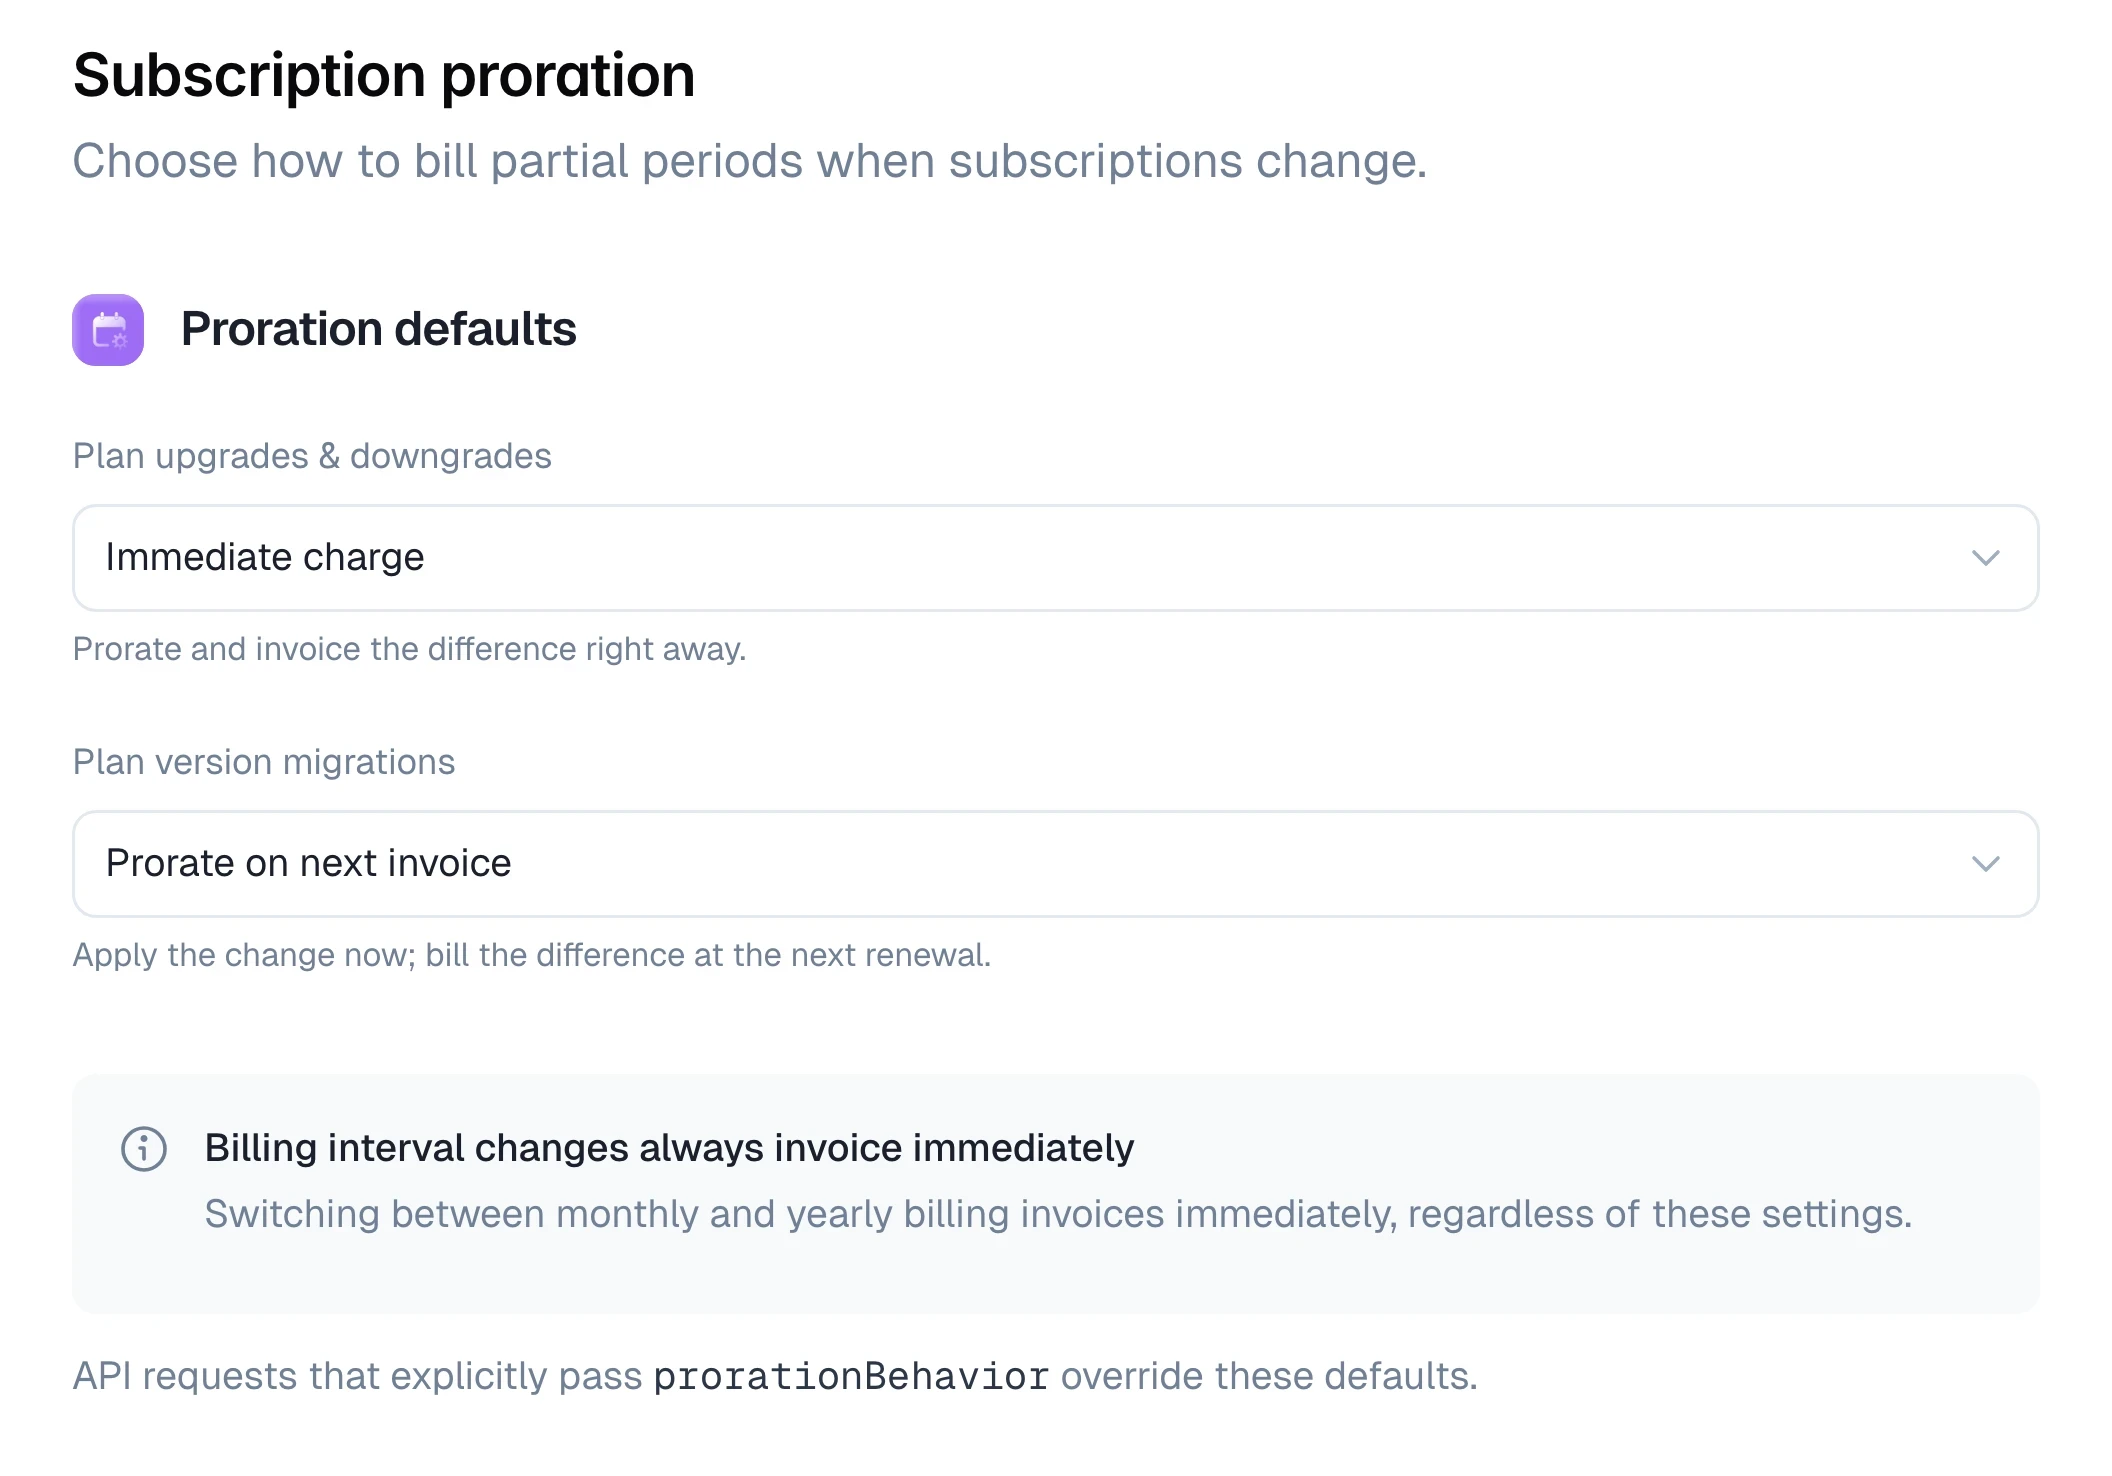 Subscription proration
Choose how to bill partial periods when subscriptions change.
Proration defaults
Plan upgrades & downgrades
Immediate charge
Prorate and invoice the difference right away.
Plan version migrations
Prorate on next invoice
Apply the change now; bill the difference at the next renewal.
Billing interval changes always invoice immediately
Switching between monthly and yearly billing invoices immediately, regardless of these settings.
API requests that explicitly pass prorationBehavior override these defaults.